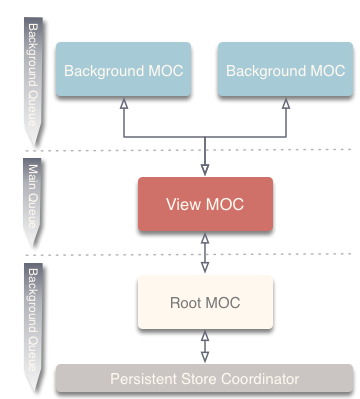 Background Queue
Background MOC
Background MOC
Main Queue
View MOC
Background Queue
Root MOC
Persistent Store Coordinator